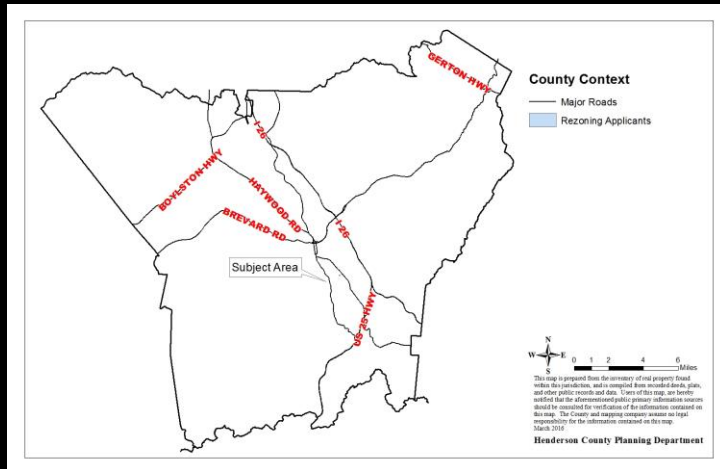 GERTON HWY
County Context
Major Roads
Rezoning Applicants
I-26
BOYLSTON HWY
HAYWOOD RD
BREVARD RD
I-26
Subject Area
US 25 HWY
N
W E
S
0 1 2 4 6
Miles
This map is prepared from the inventory of real property found
within this jurisdiction, and is compiled from recorded deeds, plats,
and other public records and data. Users of this map, are hereby
notified that the aforementioned public primary information sources
should be consulted for verification of the information contained on
this map. The County and mapping company assume no legal
responsibility for the information contained on this map.
March 2016
Henderson County Planning Department